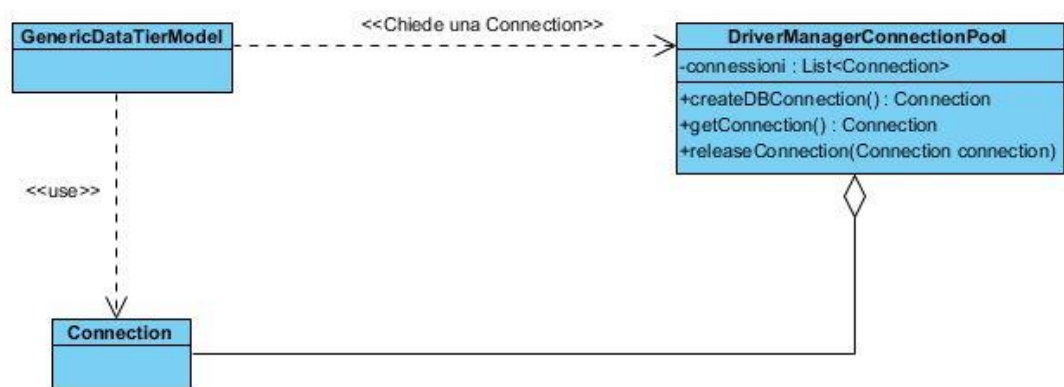 <<Chiede una Connection>>
GenericDataTierModel
DriverManagerConnectionPool
-connessioni : List<Connection>
+createDBConnection() : Connection
+getConnection() : Connection
+releaseConnection(Connection connection)
<<use>>
Connection